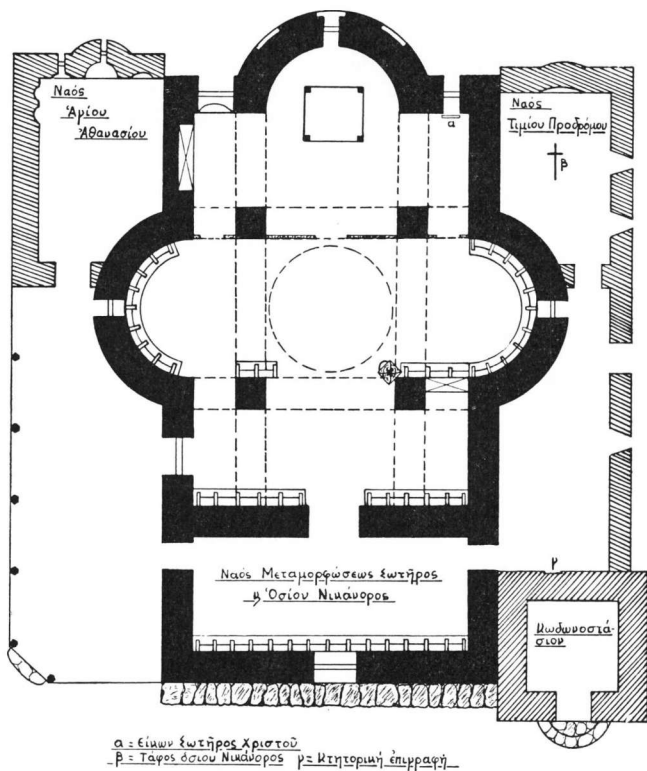 Ναός
Ἁγίου
Ἀθανασίου
α
Ναός
Τιμίου Προδρόμου
β
Ναός Μεταμορφώσεως Σωτῆρος
κ Ὁσίου Νικάνορος
γ
Κωδωνοστά-
σιον
α = Εἰκών Σωτῆρος Χριστοῦ
β = Τάφος ὁσίου Νικάνορος γ = Κτητορική ἐπιγραφή